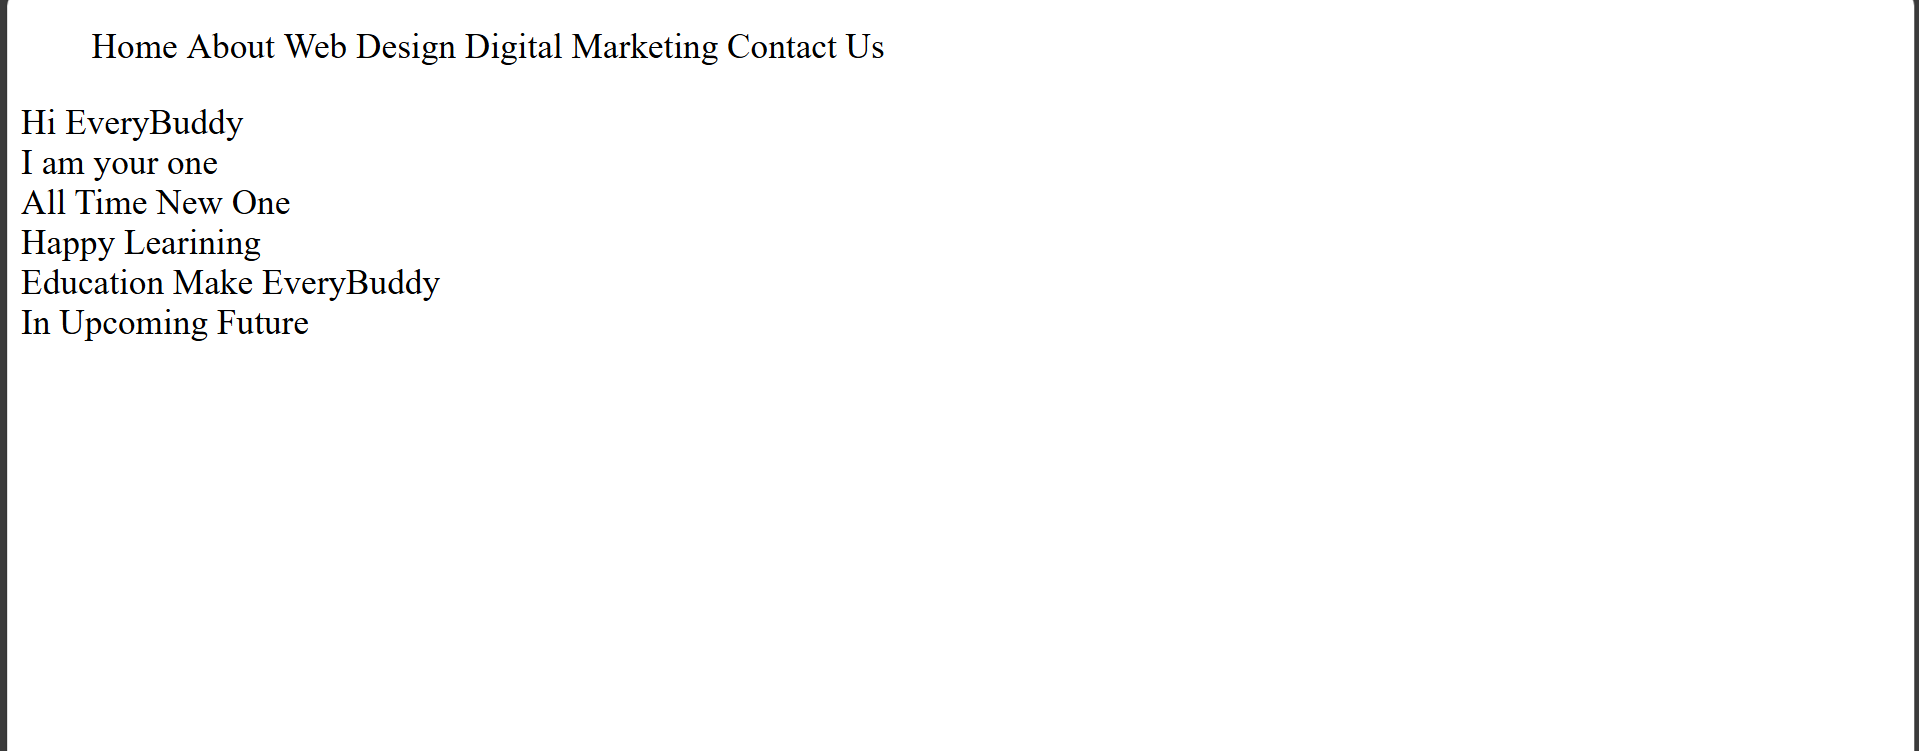 Home About Web Design Digital Marketing Contact Us
Hi EveryBuddy
I am your one
All Time New One
Happy Learining
Education Make EveryBuddy
In Upcoming Future